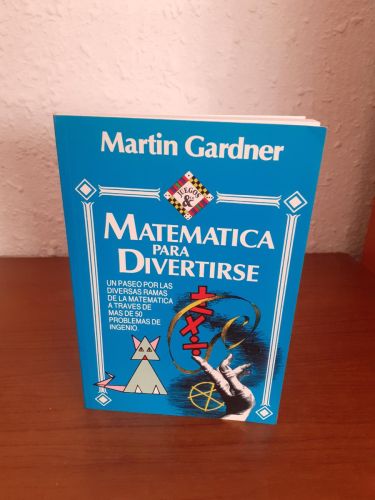 Martin Gardner
JUEGOS
&
MATEMATICA
PARA
DIVERTIRSE
UN PASEO POR LAS
DIVERSAS RAMAS
DE LA MATEMATICA
A TRAVES DE
MAS DE 50
PROBLEMAS DE
INGENIO